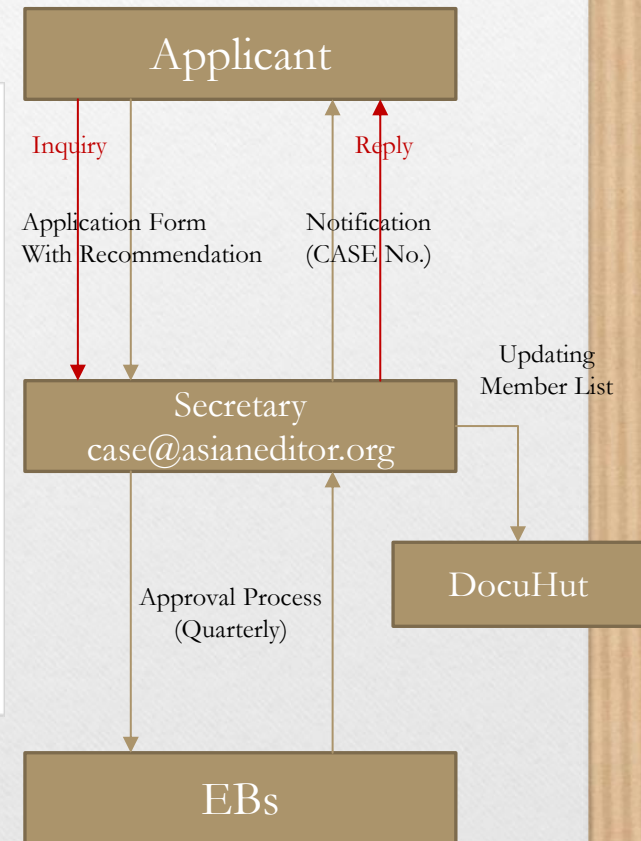 Applicant
Inquiry
Reply
Application Form
With Recommendation
Notification
(CASE No.)
Updating
Member List
Secretary
case@asianeditor.org
DocuHut
Approval Process
(Quarterly)
EBs